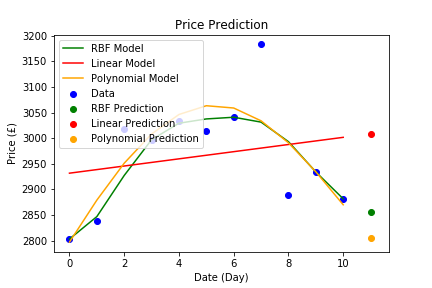 Price Prediction
3200
3150
3100
3050
3000
2950
2900
2850
2800
Price (£)
RBF Model
Linear Model
Polynomial Model
Data
RBF Prediction
Linear Prediction
Polynomial Prediction
0 2 4 6 8 10
Date (Day)